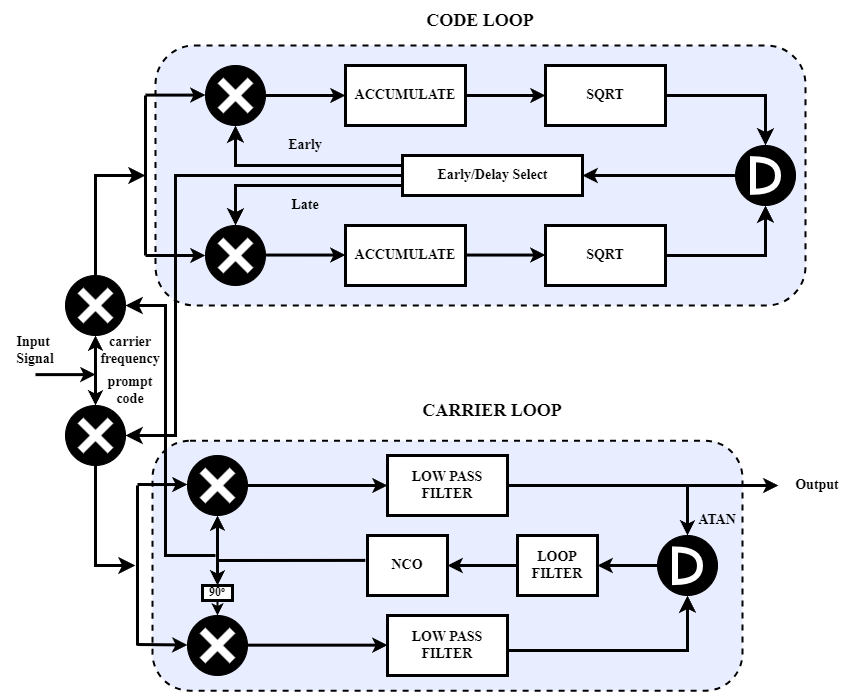 CODE LOOP
ACCUMULATE
SQRT
Early
Early/Delay Select
D
Late
ACCUMULATE
SQRT
Input
Signal
carrier
frequency
prompt
code
CARRIER LOOP
LOW PASS
FILTER
Output
ATAN
NCO
LOOP
FILTER
D
90°
LOW PASS
FILTER